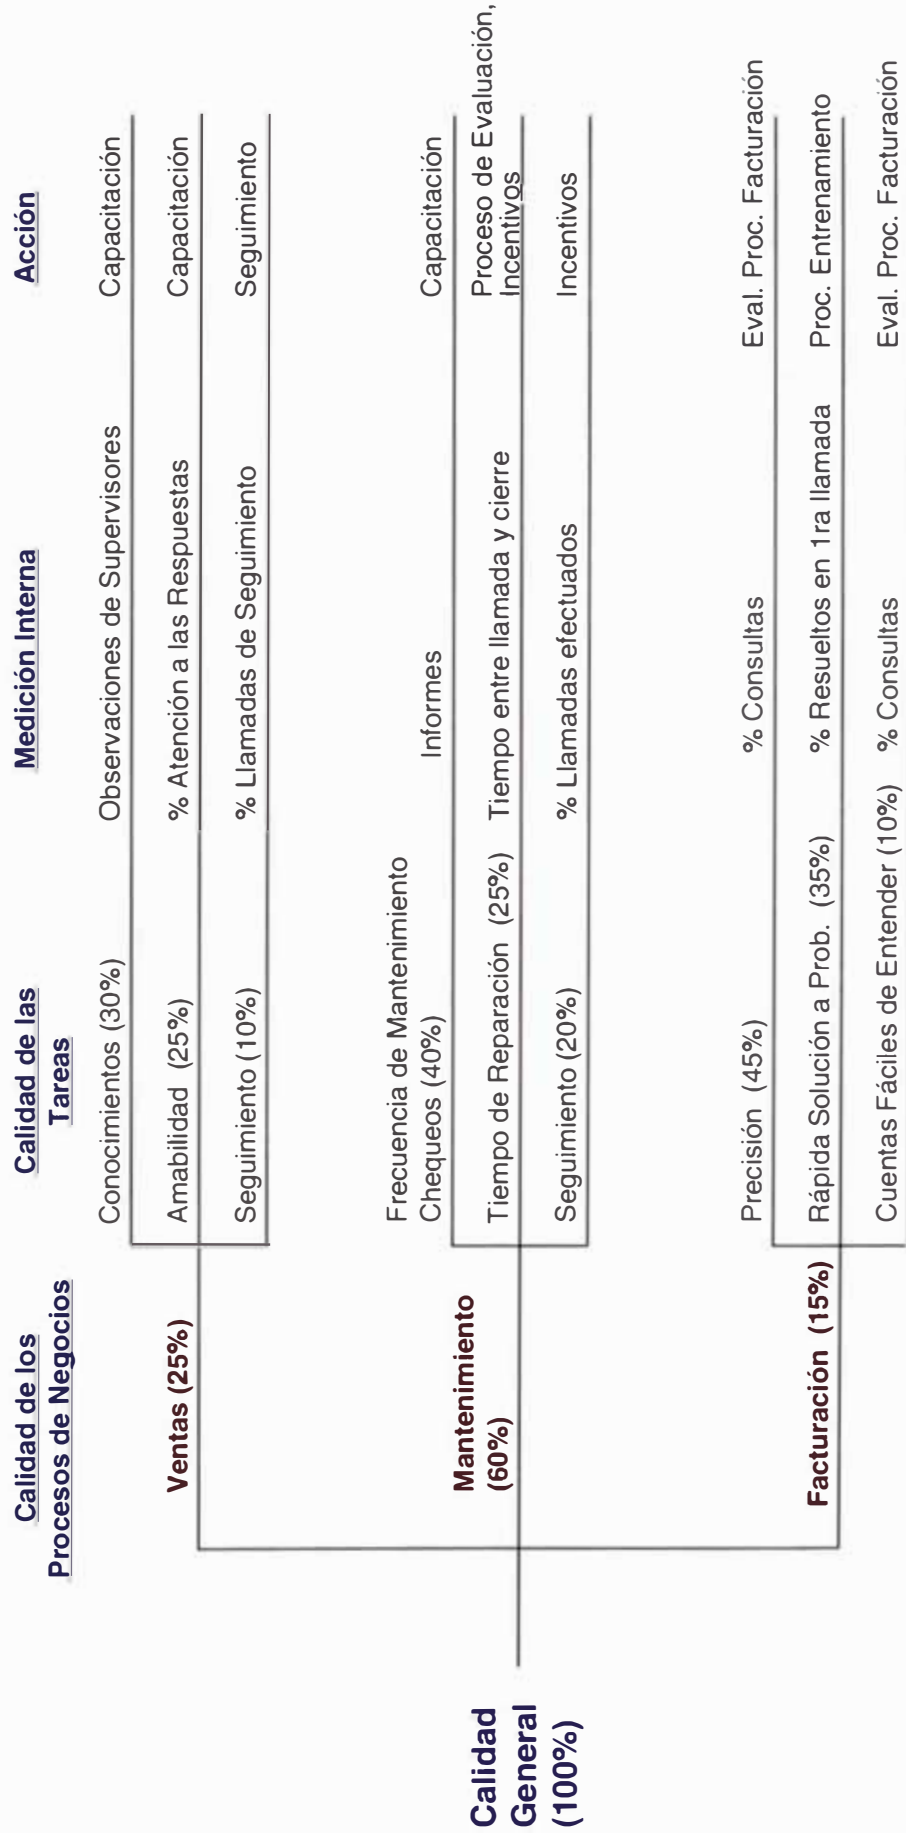 Calidad de los
Procesos de Negocios
Calidad de las
Tareas
Medición Interna
Acción
Calidad
General
(100%)
Ventas (25%)
Conocimientos (30%)
Observaciones de Supervisores
Capacitación
Amabilidad (25%)
% Atención a las Respuestas
Capacitación
Seguimiento (10%)
% Llamadas de Seguimiento
Seguimiento
Mantenimiento
(60%)
Frecuencia de Mantenimiento
Chequeos (40%)
Informes
Capacitación
Tiempo de Reparación (25%)
Tiempo entre llamada y cierre
Proceso de Evaluación,
Incentivos
Seguimiento (20%)
% Llamadas efectuados
Incentivos
Facturación (15%)
Precisión (45%)
% Consultas
Eval. Proc. Facturación
Rápida Solución a Prob. (35%)
% Resueltos en 1ra llamada
Proc. Entrenamiento
Cuentas Fáciles de Entender (10%)
% Consultas
Eval. Proc. Facturación